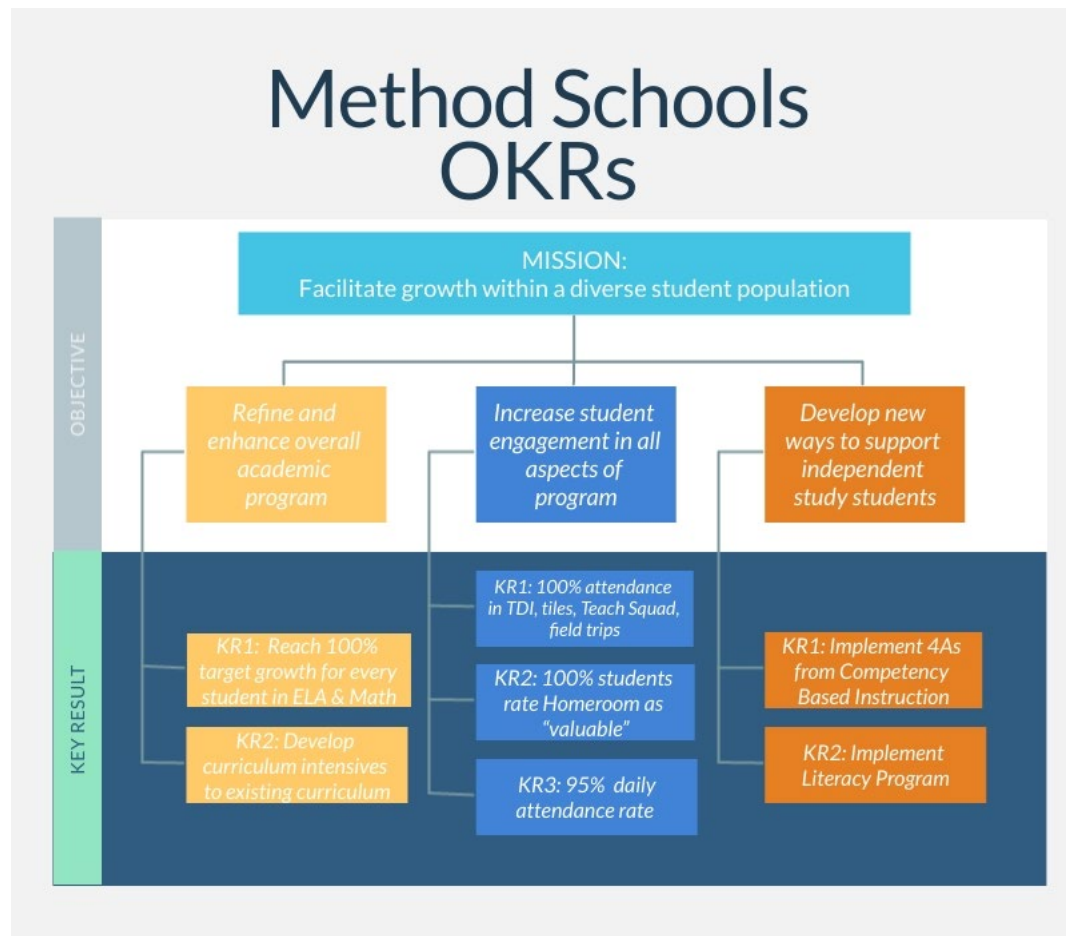 Method Schools
OKRs
OBJECTIVE
MISSION:
Facilitate growth within a diverse student population
Refine and
enhance overall
academic
program
Increase student
engagement in all
aspects of
program
Develop new
ways to support
independent
study students
KEY RESULT
KR1: Reach 100%
target growth for every
student in ELA & Math
KR2: Develop
curriculum intensives
to existing curriculum
KR1: 100% attendance
in TDI, tiles, Teach Squad,
field trips
KR2: 100% students
rate Homeroom as
“valuable”
KR3: 95% daily
attendance rate
KR1: Implement 4As
from Competency
Based Instruction
KR2: Implement
Literacy Program